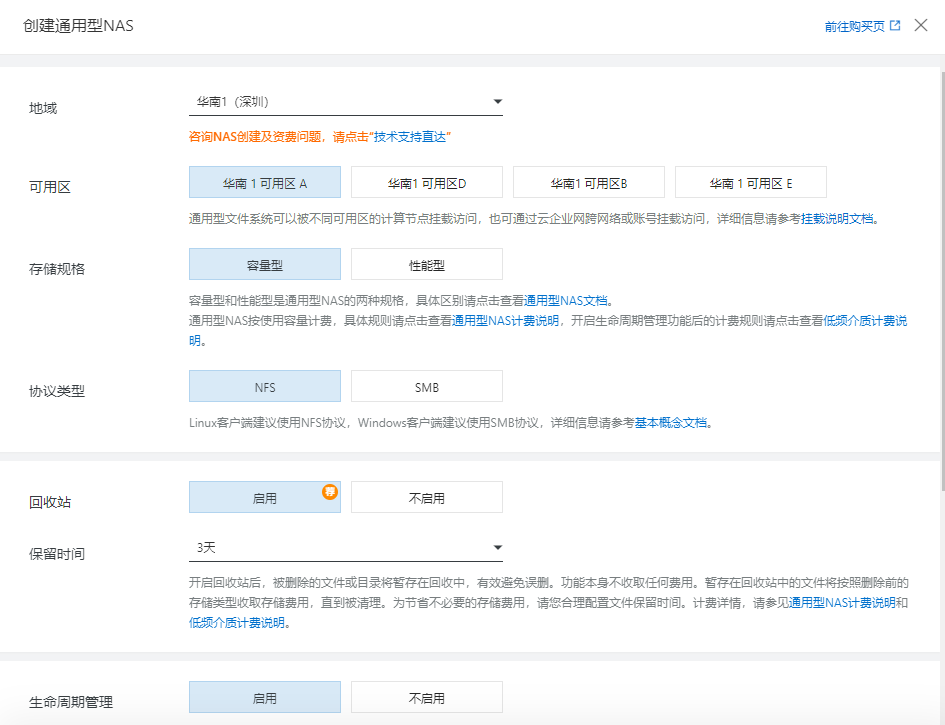 创建通用型NAS
前往购买页
地域
华南1（深圳）
咨询NAS创建及资费问题，请点击“技术支持直达”
可用区
华南 1 可用区 A
华南1 可用区D
华南1 可用区B
华南 1 可用区 E
通用型文件系统可以被不同可用区的计算节点挂载访问，也可通过云企业网跨网络或账号挂载访问，详细信息请参考挂载说明文档。
存储规格
容量型
性能型
容量型和性能型是通用型NAS的两种规格，具体区别请点击查看通用型NAS文档。
通用型NAS按使用容量计费，具体规则请点击查看通用型NAS计费说明，开启生命周期管理功能后的计费规则请点击查看低频介质计费说
明。
协议类型
NFS
SMB
Linux客户端建议使用NFS协议，Windows客户端建议使用SMB协议，详细信息请参考基本概念文档。
回收站
启用
荐
不启用
保留时间
3天
开启回收站后，被删除的文件或目录将暂存在回收中，有效避免误删。功能本身不收取任何费用。暂存在回收站中的文件将按照删除前的
存储类型收取存储费用，直到被清理。为节省不必要的存储费用，请您合理配置文件保留时间。计费详情，请参见通用型NAS计费说明和
低频介质计费说明。
生命周期管理
启用
不启用